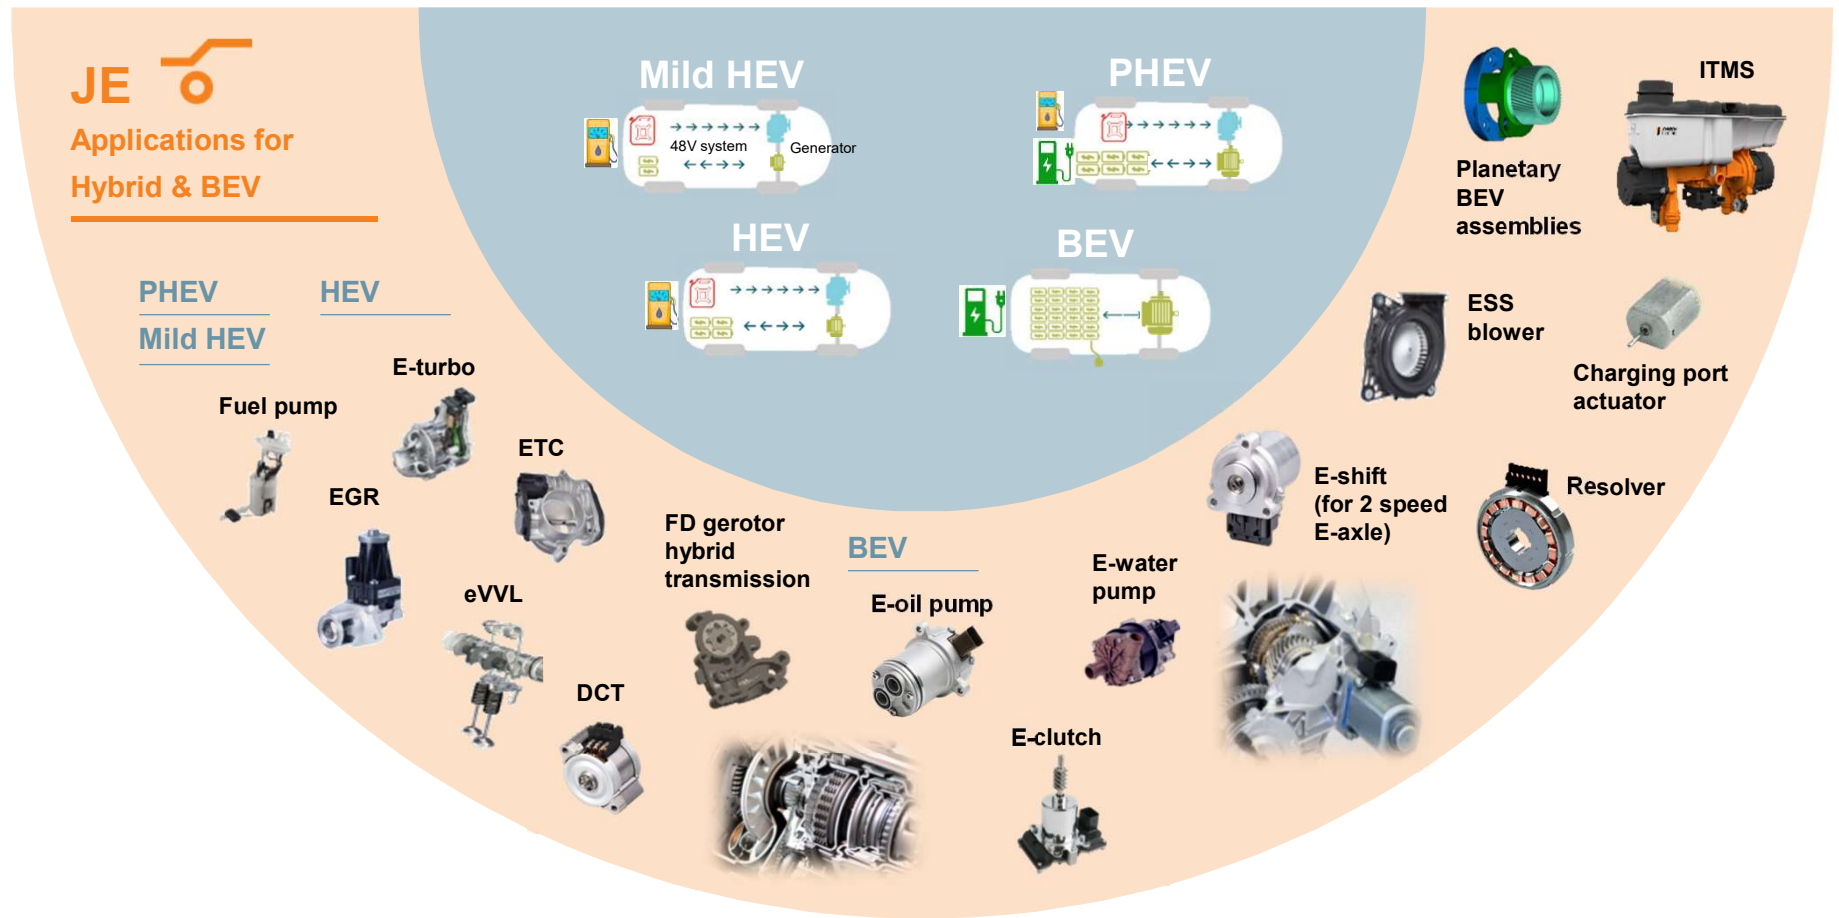 JE
Applications for
Hybrid & BEV
Mild HEV
48V system
Generator
PHEV
HEV
BEV
PHEV
Mild HEV
HEV
Fuel pump
E-turbo
EGR
ETC
eVVL
DCT
FD gerotor
hybrid
transmission
BEV
E-oil pump
E-clutch
E-water
pump
E-shift
(for 2 speed
E-axle)
Resolver
ESS
blower
Charging port
actuator
Planetary
BEV
assemblies
ITMS